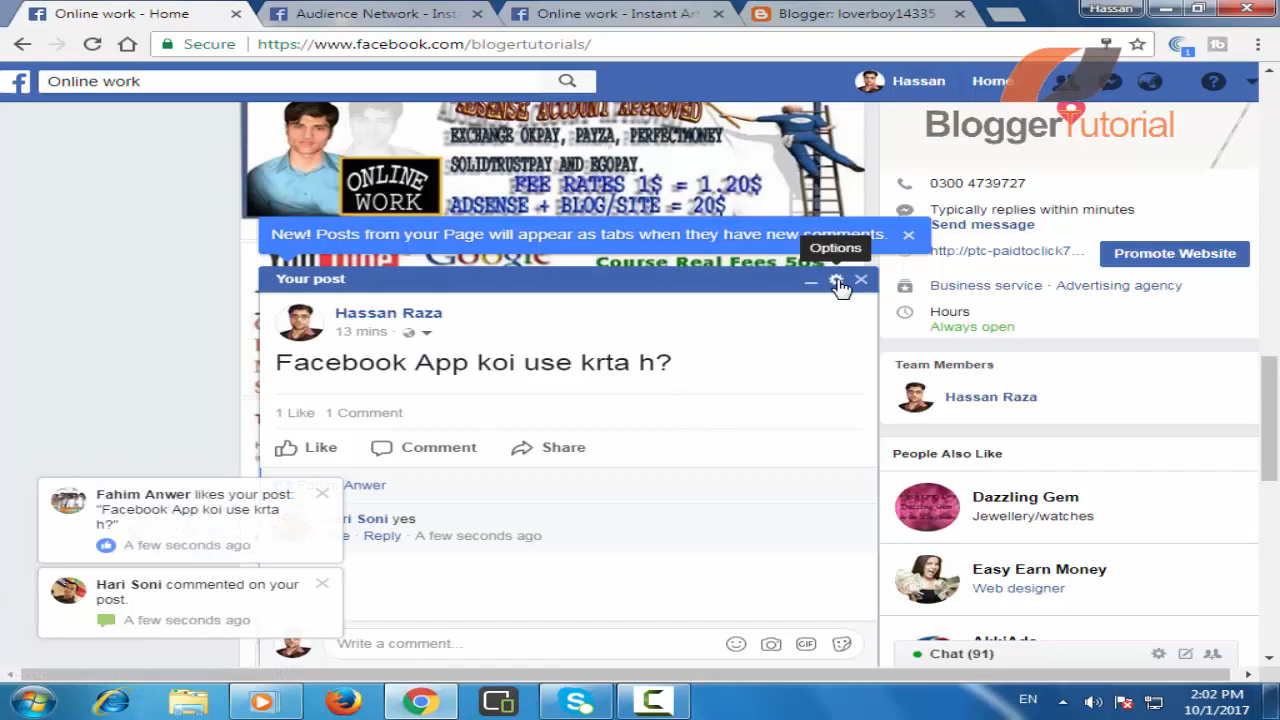 Online work - Home
Audience Network - Inst
Online work - Instant Art
Blogger: loverboy14335
Hassan
Secure
https://www.facebook.com/blogertutorials/
Online work
Hassan
Home
BloggerTutorial
ADSENSE ACCOUNT APPROVED
EXCHANGE OKPAY, PAYZA, PERFECTMONEY
SOLIDTRUSTPAY AND EGOPAY.
FEE RATES 1$ = 1.20$
ADSENSE + BLOG/SITE = 20$
ONLINE
WORK
0300 4739727
Typically replies within minutes
Send message
http://ptc-paidtoclick7...
Promote Website
Business service · Advertising agency
Hours
Always open
New! Posts from your Page will appear as tabs when they have new comments.
Options
Course Real Fees 50$
Your post
Hassan Raza
13 mins ·
Facebook App koi use krta h?
1 Like 1 Comment
Like
Comment
Share
Fahim Anwer
Hari Soni yes
Reply · A few seconds ago
Write a comment...
GIF
Fahim Anwer likes your post:
"Facebook App koi use krta
h?"
A few seconds ago
Hari Soni commented on your
post.
A few seconds ago
Team Members
Hassan Raza
People Also Like
Dazzling Gem
Jewellery/watches
Easy Earn Money
Web designer
Chat (91)
EN
2:02 PM
10/1/2017